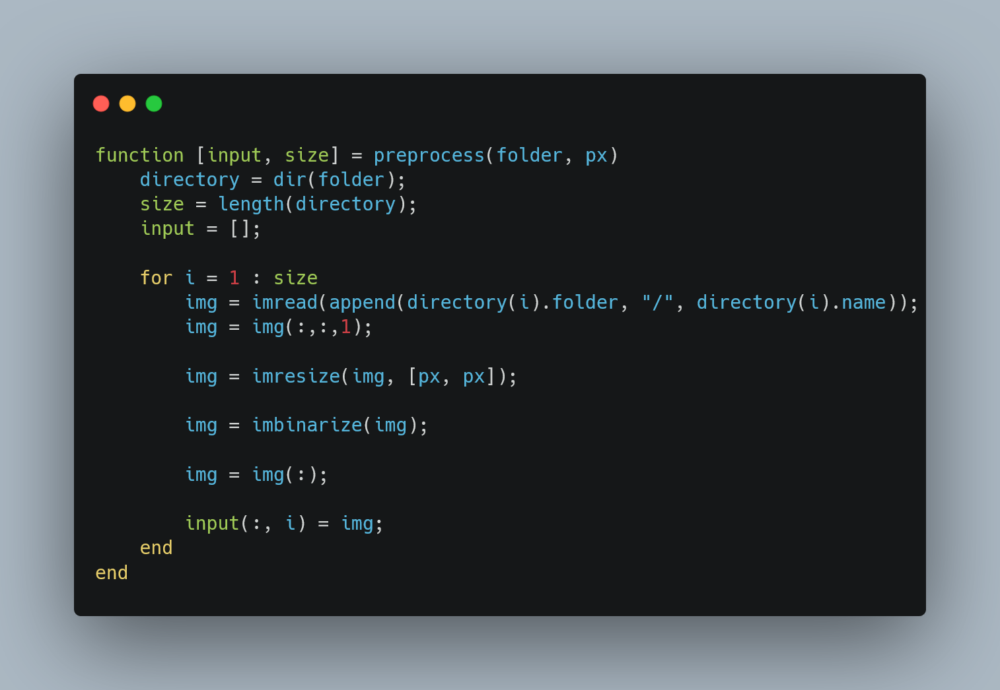 function [input, size] = preprocess(folder, px)
    directory = dir(folder);
    size = length(directory);
    input = [];
    for i = 1 : size
        img = imread(append(directory(i).folder, "/", directory(i).name));
        img = img(:,:,1);
        img = imresize(img, [px, px]);
        img = imbinarize(img);
        img = img(:);
        input(:, i) = img;
    end
end